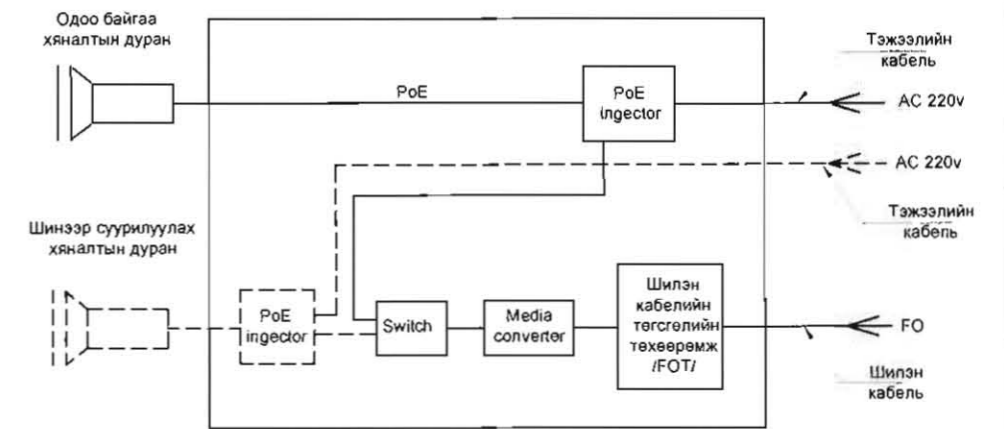 Одоо байгаа
хяналтын дуран
PoE
PoE
ingector
Тэжээлийн
кабель
AC 220v
AC 220v
Тэжээлийн
кабель
Шинээр суурилуулах
хяналтын дуран
PoE
ingector
Switch
Media
converter
Шилэн
кабелийн
төгсгөлийн
төхөөрөмж
/FOT/
FO
Шилэн
кабель